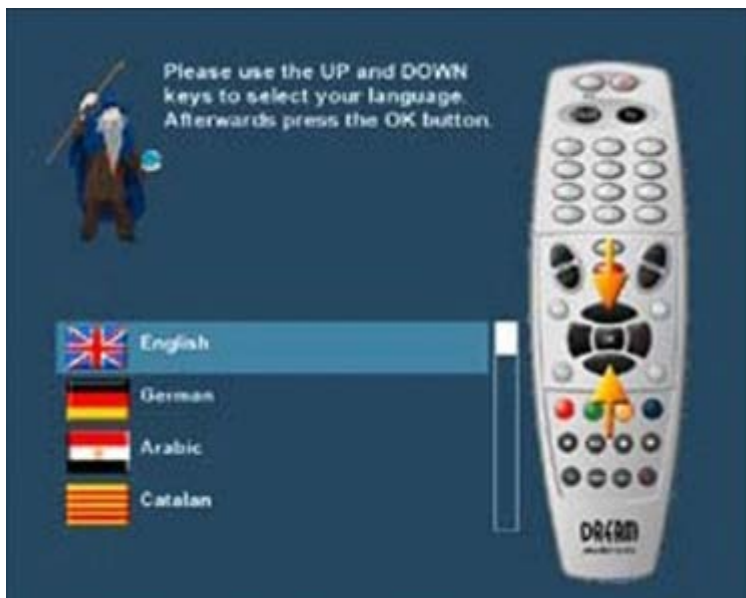 Please use the UP and DOWN
keys to select your language.
Afterwards press the OK button.
English
German
Arabic
Catalan
DREAM